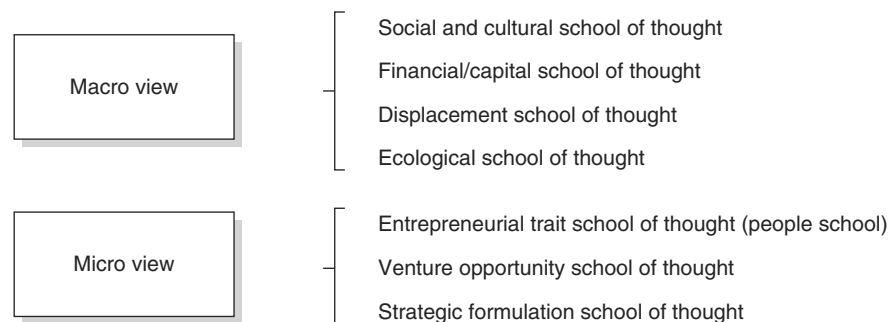 Macro view
Social and cultural school of thought
Financial/capital school of thought
Displacement school of thought
Ecological school of thought
Micro view
Entrepreneurial trait school of thought (people school)
Venture opportunity school of thought
Strategic formulation school of thought